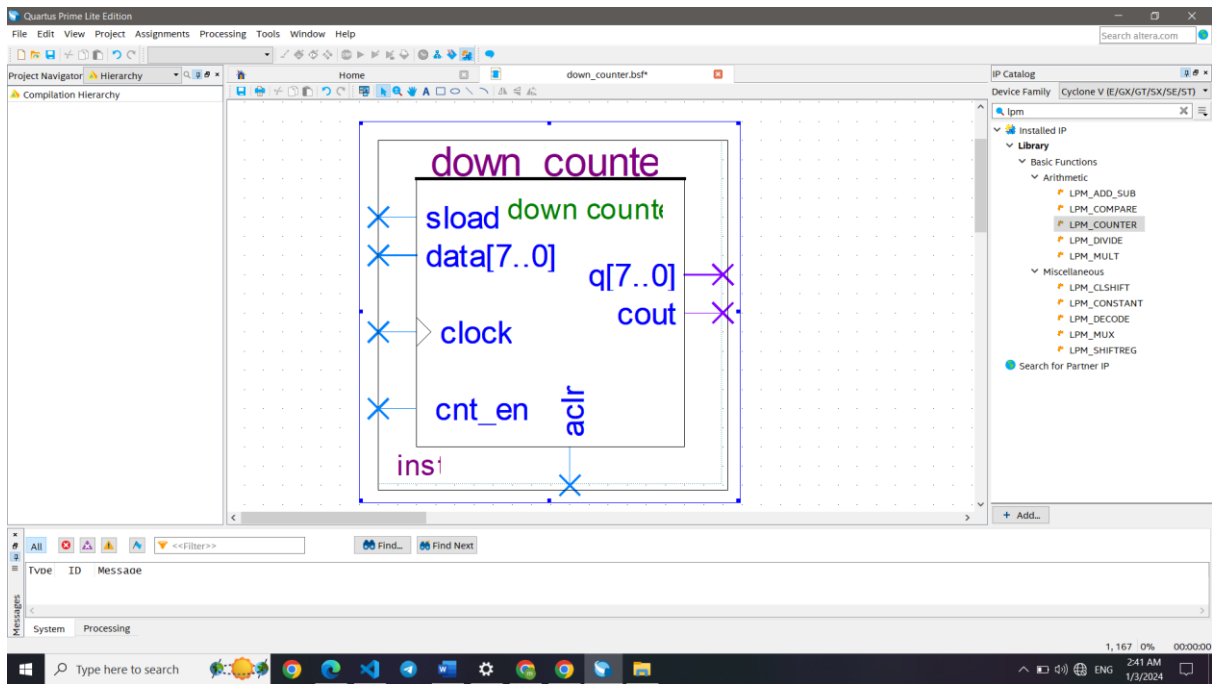 Quartus Prime Lite Edition
File Edit View Project Assignments Processing Tools Window Help
Search altera.com
Project Navigator Hierarchy
Home
down_counter.bsf*
IP Catalog
Compilation Hierarchy
Device Family Cyclone V (E/GX/GT/SX/SE/ST)
lpm
Installed IP
Library
Basic Functions
Arithmetic
LPM_ADD_SUB
LPM_COMPARE
LPM_COUNTER
LPM_DIVIDE
LPM_MULT
Miscellaneous
LPM_CLSHIFT
LPM_CONSTANT
LPM_DECODE
LPM_MUX
LPM_SHIFTREG
Search for Partner IP
+ Add...
down_counte
down counte
sload
data[7..0]
q[7..0]
cout
clock
cnt_en
aclr
inst
All
<<Filter>>
Find...
Find Next
Type ID Message
Messages
System Processing
1, 167 0% 00:00:00
Type here to search
ENG
2:41 AM
1/3/2024